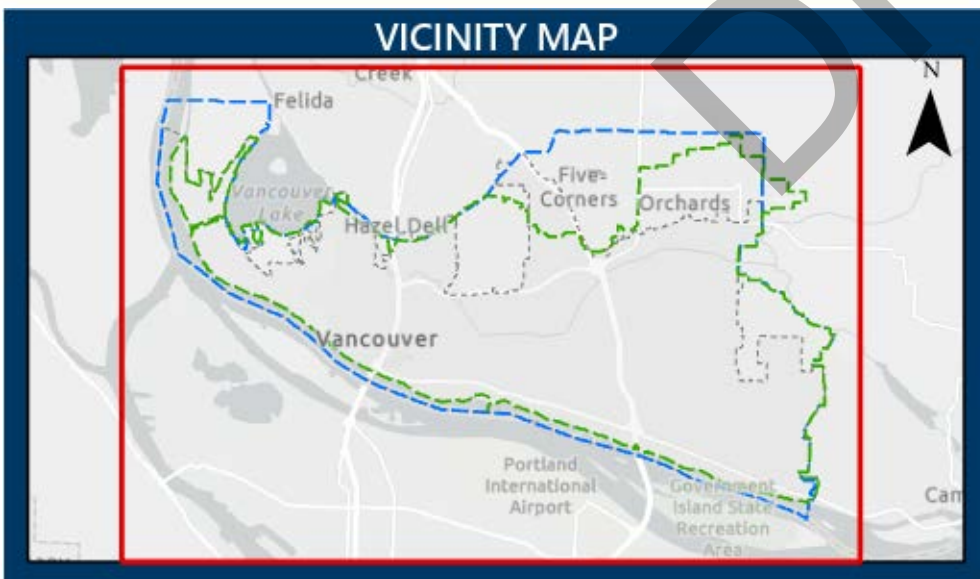 VICINITY MAP
Creek
N
Felida
Five
Corners
Orchards
Vancouver
Lake
Hazel Dell
Vancouver
Portland
International
Airport
Government
Island State
Recreation
Area
Cam